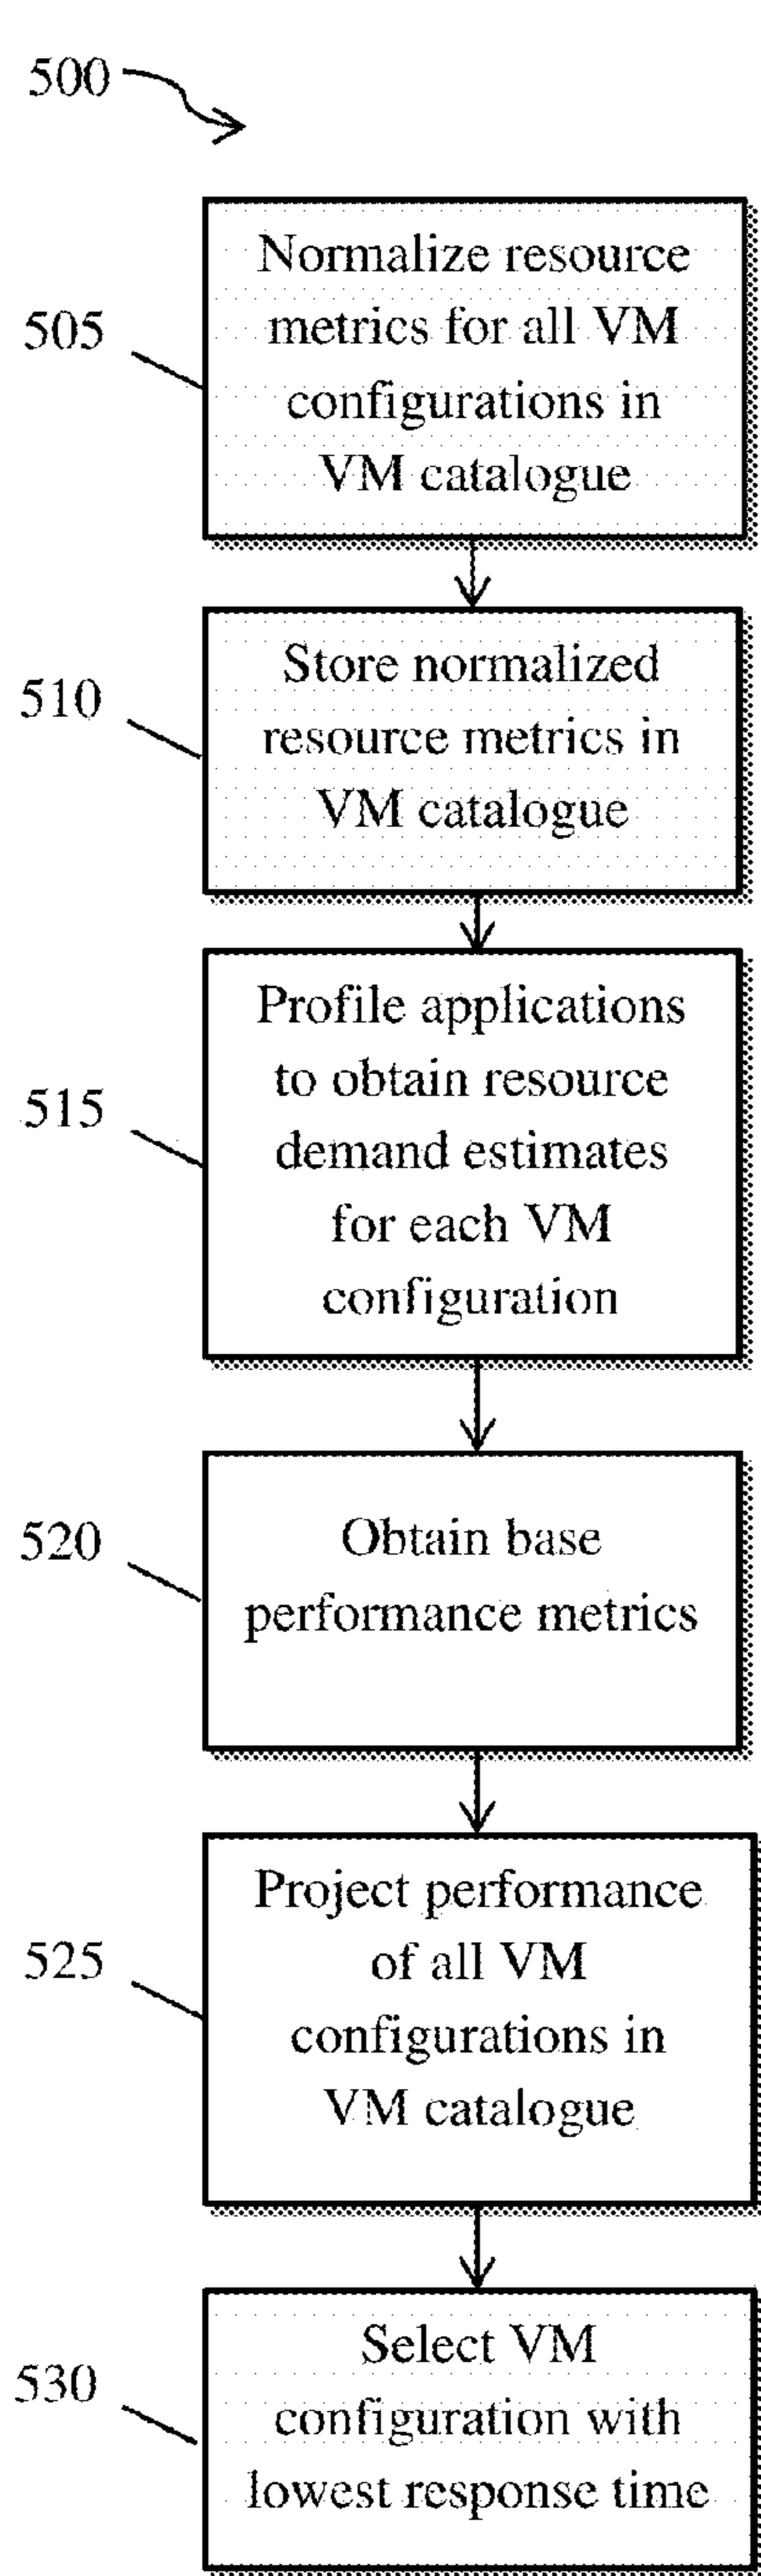 500
505
Normalize resource
metrics for all VM
configurations in
VM catalogue
510
Store normalized
resource metrics in
VM catalogue
515
Profile applications
to obtain resource
demand estimates
for each VM
configuration
520
Obtain base
performance metrics
525
Project performance
of all VM
configurations in
VM catalogue
530
Select VM
configuration with
lowest response time